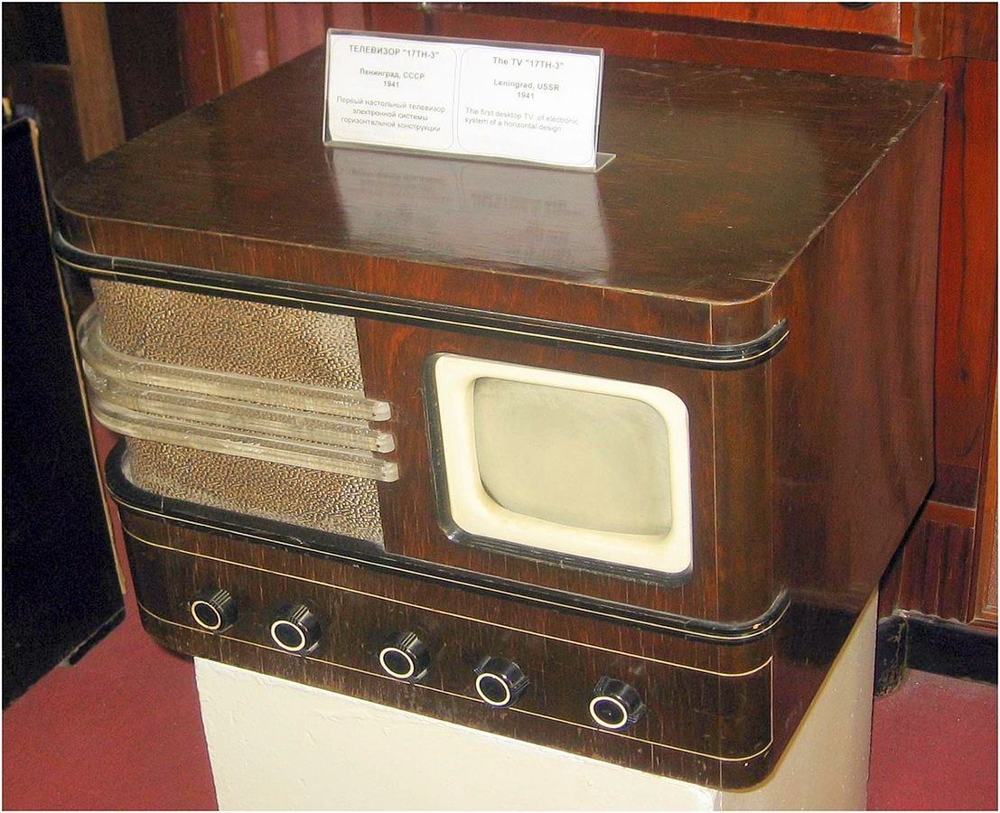 ТЕЛЕВИЗОР "17ТН-3"
Ленинград, СССР
1941
Первый настольный телевизор
электронной системы
горизонтальной конструкции
The TV "17TH-3"
Leningrad, USSR
1941
The first desktop TV of electronic
system of a horizontal design